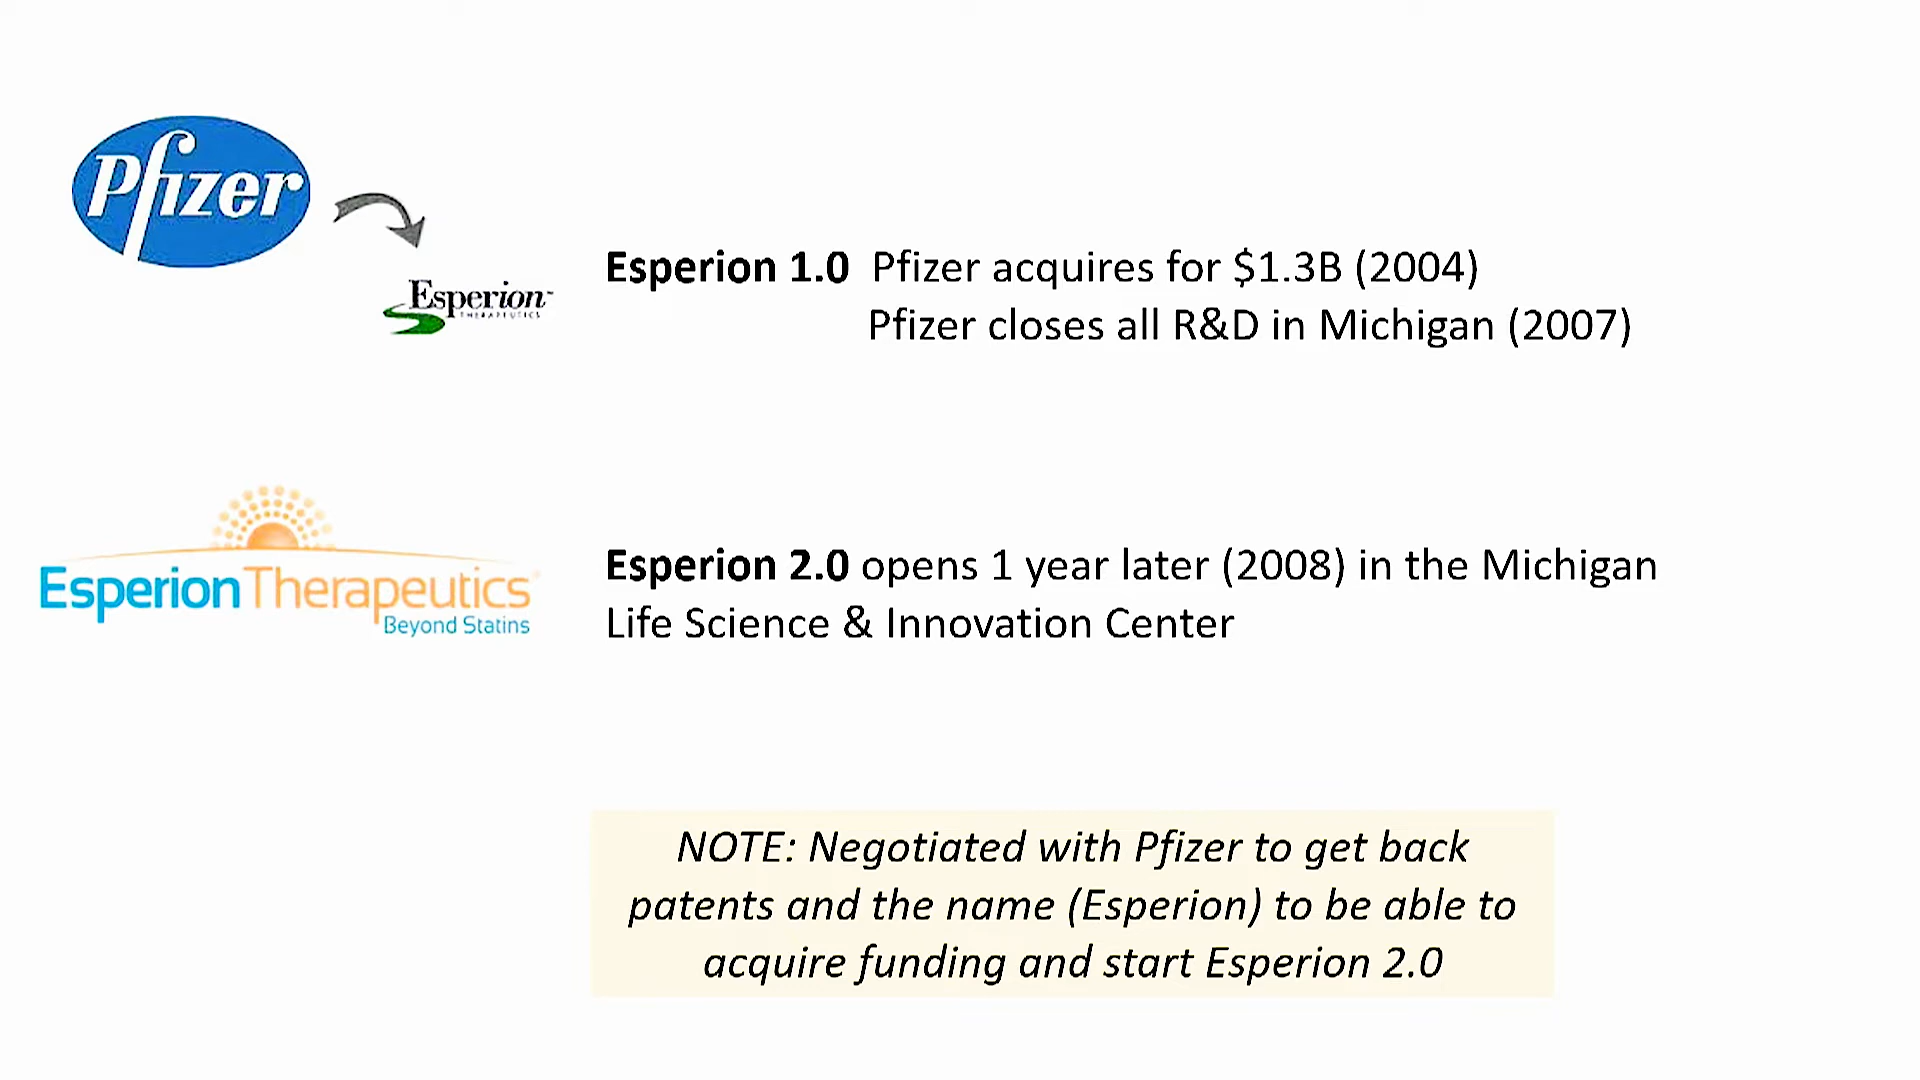 Pfizer
Esperion
THERAPEUTICS
Esperion 1.0 Pfizer acquires for $1.3B (2004)
Pfizer closes all R&D in Michigan (2007)
Esperion Therapeutics
Beyond Statins
Esperion 2.0 opens 1 year later (2008) in the Michigan
Life Science & Innovation Center
NOTE: Negotiated with Pfizer to get back
patents and the name (Esperion) to be able to
acquire funding and start Esperion 2.0